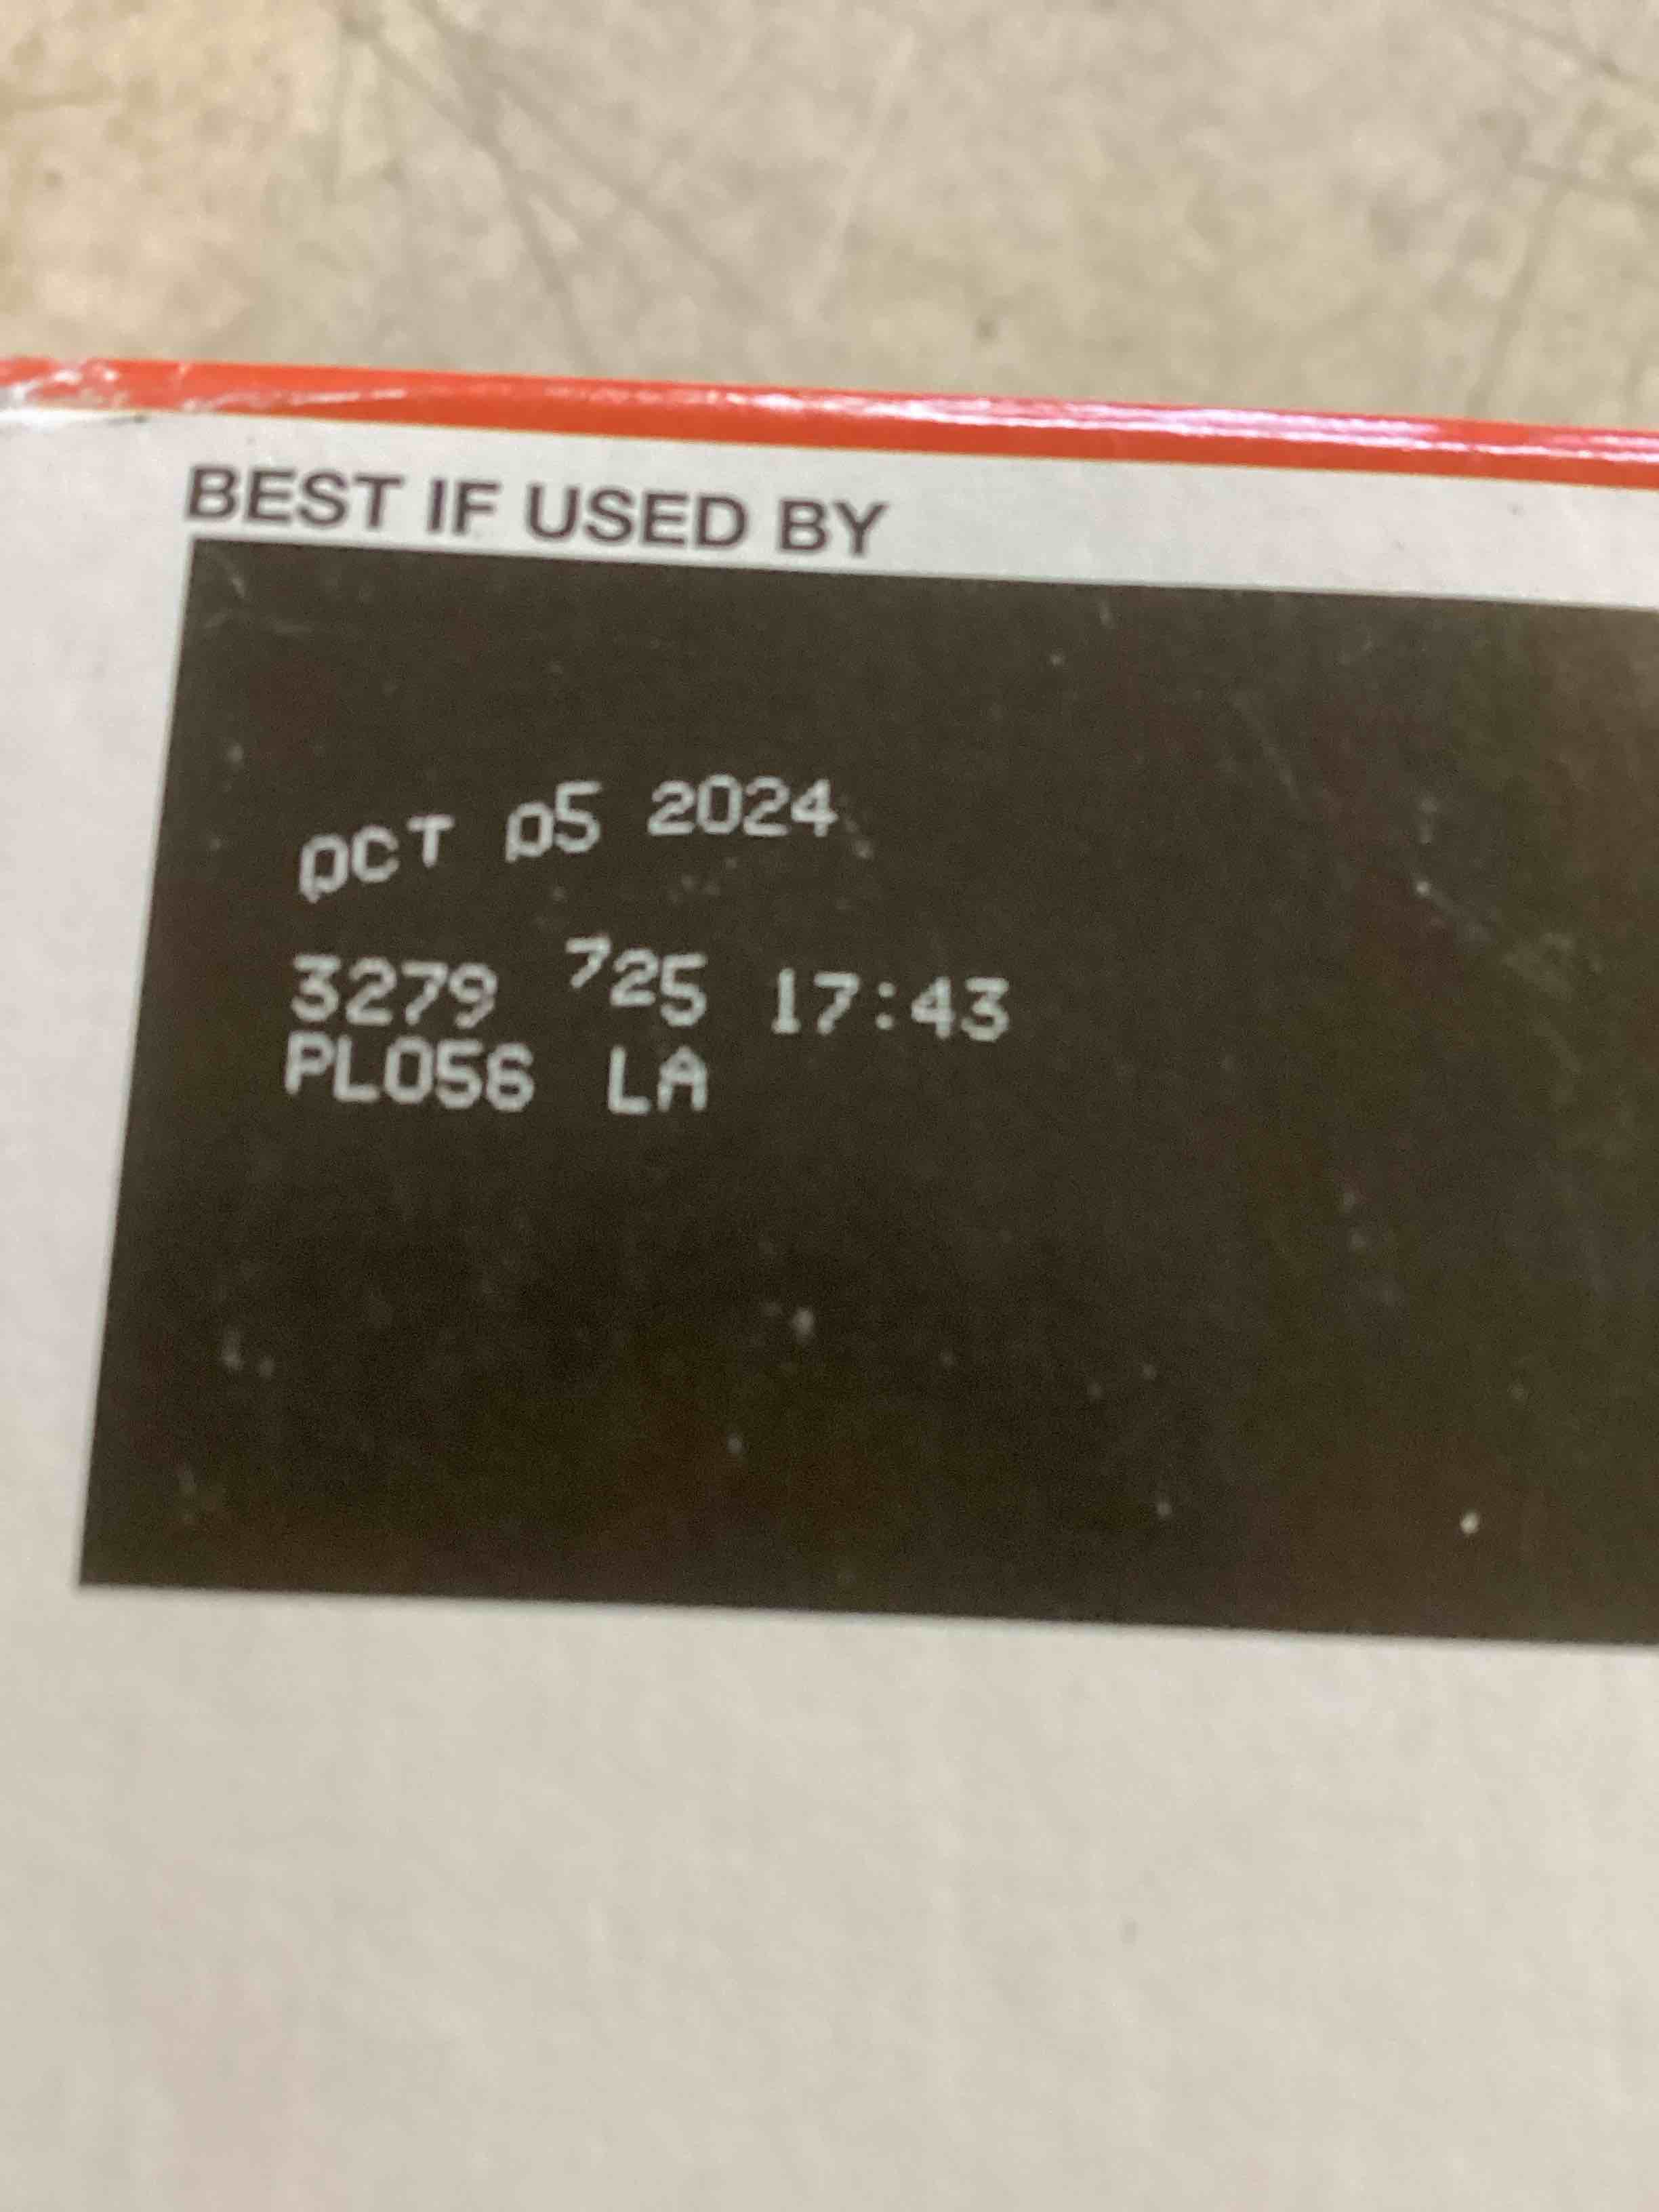 BEST IF USED BY
OCT 05 2024
3279 725 17:43
PL056 LA